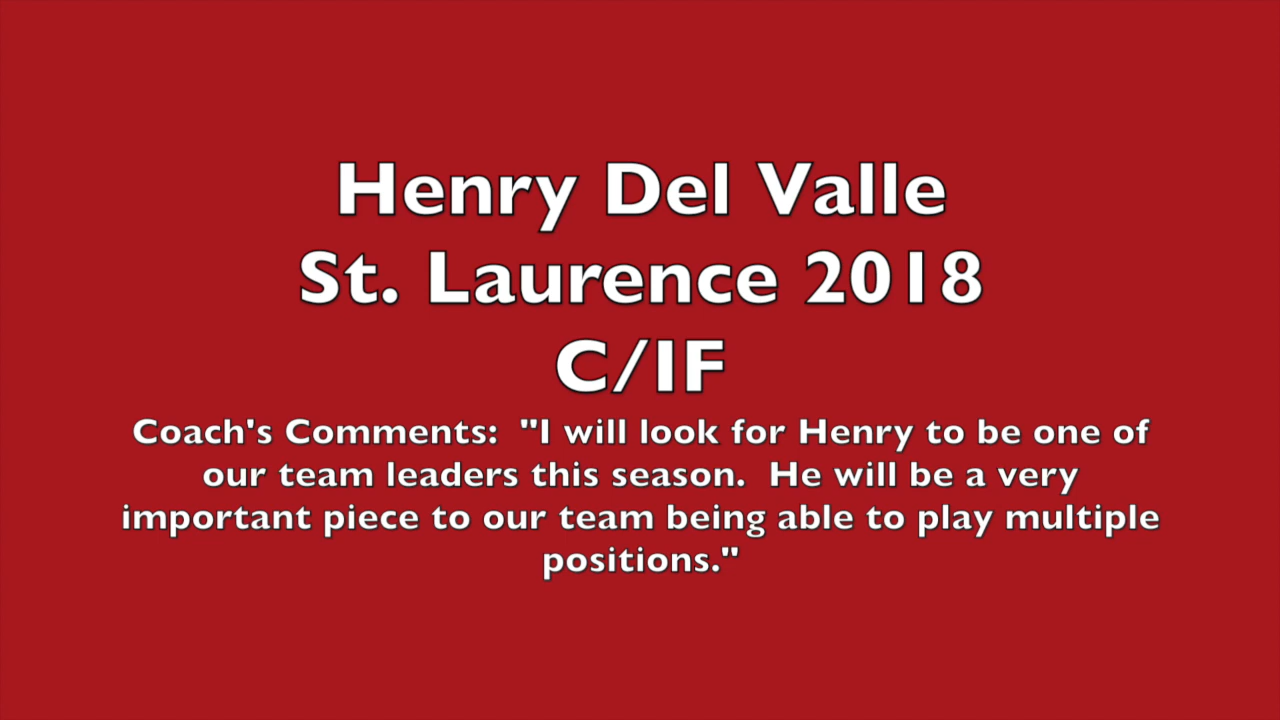 Henry Del Valle
St. Laurence 2018
C/IF
Coach's Comments:  "I will look for Henry to be one of
our team leaders this season.  He will be a very
important piece to our team being able to play multiple
positions."